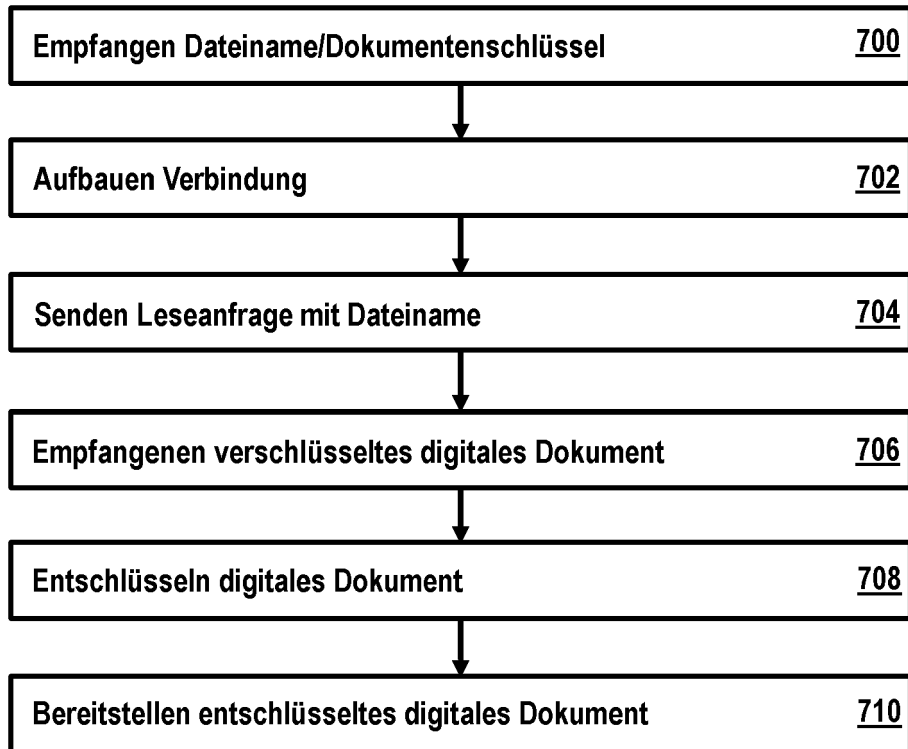 Empfangen Dateiname/Dokumentenschlüssel 700
Aufbauen Verbindung 702
Senden Leseanfrage mit Dateiname 704
Empfangenen verschlüsseltes digitales Dokument 706
Entschlüsseln digitales Dokument 708
Bereitstellen entschlüsseltes digitales Dokument 710